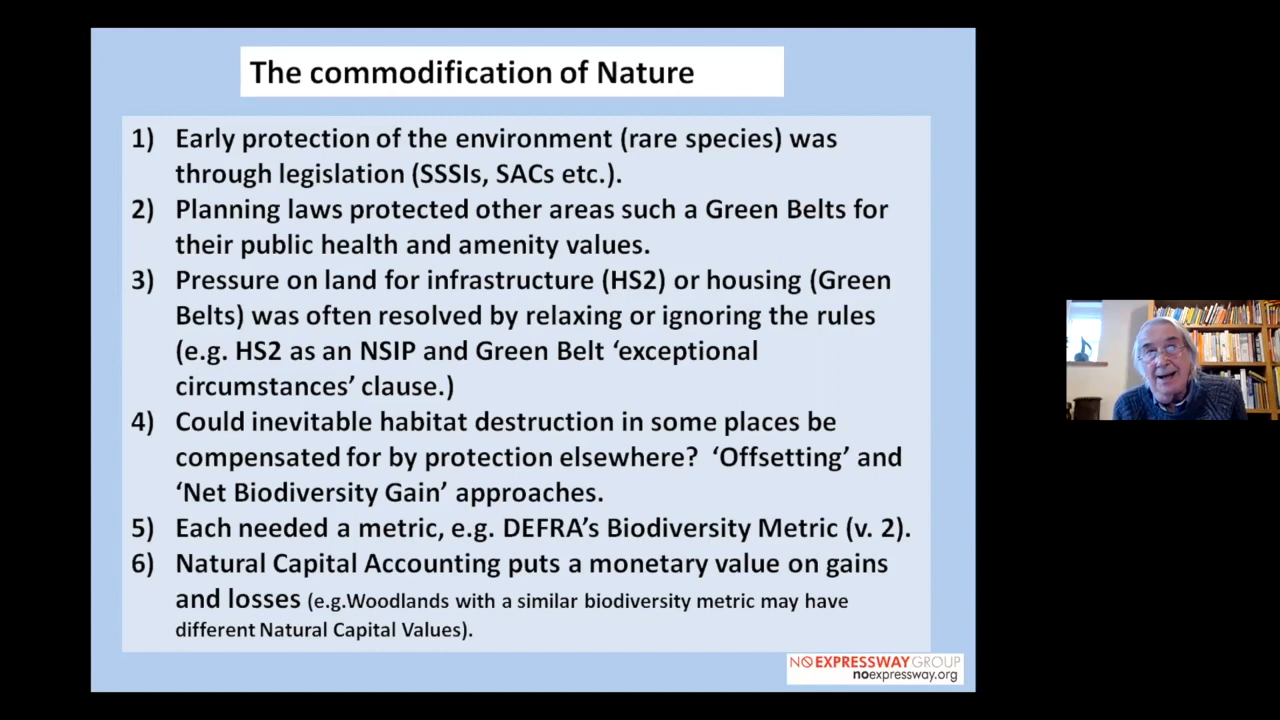 The commodification of Nature
1) Early protection of the environment (rare species) was
through legislation (SSSIs, SACs etc.).
2) Planning laws protected other areas such a Green Belts for
their public health and amenity values.
3) Pressure on land for infrastructure (HS2) or housing (Green
Belts) was often resolved by relaxing or ignoring the rules
(e.g. HS2 as an NSIP and Green Belt ‘exceptional
circumstances’ clause.)
4) Could inevitable habitat destruction in some places be
compensated for by protection elsewhere? ‘Offsetting’ and
‘Net Biodiversity Gain’ approaches.
5) Each needed a metric, e.g. DEFRA’s Biodiversity Metric (v. 2).
6) Natural Capital Accounting puts a monetary value on gains
and losses (e.g.Woodlands with a similar biodiversity metric may have
different Natural Capital Values).
NO EXPRESSWAY GROUP
noexpressway.org